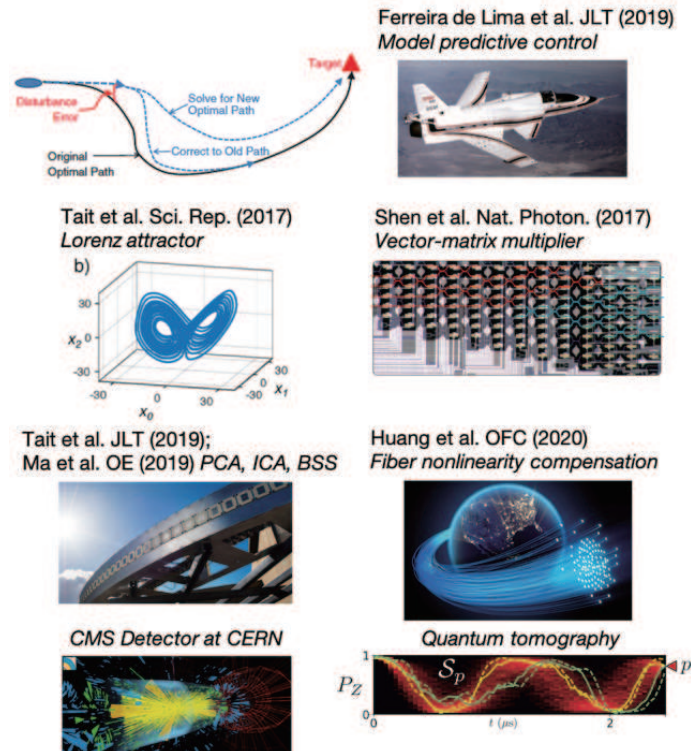 Ferreira de Lima et al. JLT (2019)
Model predictive control
Target
Disturbance
Error
Solve for New
Optimal Path
Original
Optimal Path
Correct to Old Path
Tait et al. Sci. Rep. (2017)
Lorenz attractor
b)
30
x₂ 0
-30
-30
0
x₀
30
-30
0
30
x₁
Shen et al. Nat. Photon. (2017)
Vector-matrix multiplier
Tait et al. JLT (2019);
Ma et al. OE (2019) PCA, ICA, BSS
Huang et al. OFC (2020)
Fiber nonlinearity compensation
CMS Detector at CERN
Quantum tomography
1
P_Z
0
S_p
p
0
t (μs)
2